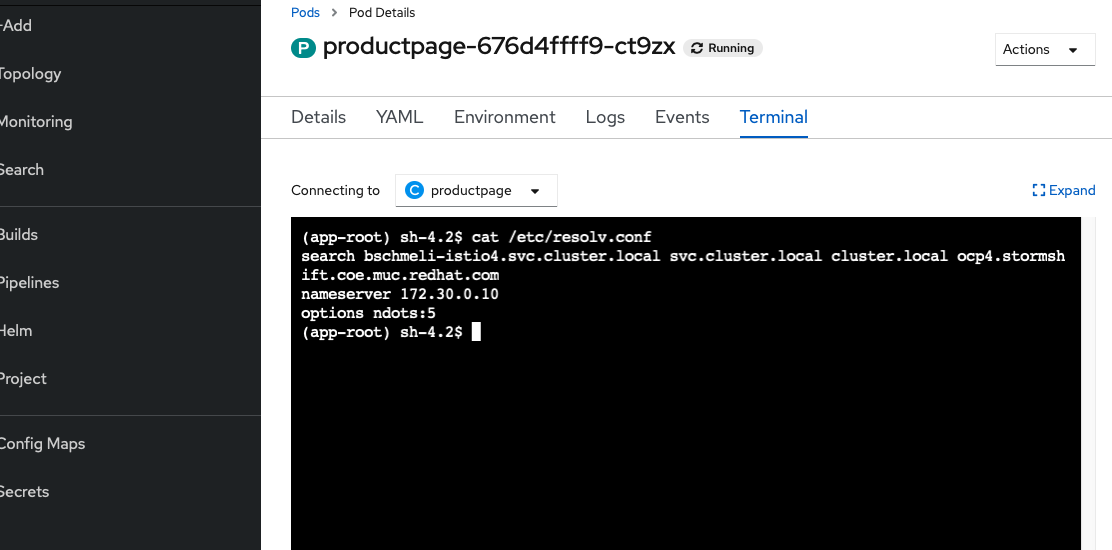 Pods > Pod Details
+Add
P productpage-676d4ffff9-ct9zx Running
Actions
Topology
Monitoring
Details YAML Environment Logs Events Terminal
Search
Connecting to C productpage
Expand
Builds
Pipelines
Helm
Project
Config Maps
Secrets
(app-root) sh-4.2$ cat /etc/resolv.conf
search bschmeli-istio4.svc.cluster.local svc.cluster.local cluster.local ocp4.stormsh
ift.coe.muc.redhat.com
nameserver 172.30.0.10
options ndots:5
(app-root) sh-4.2$